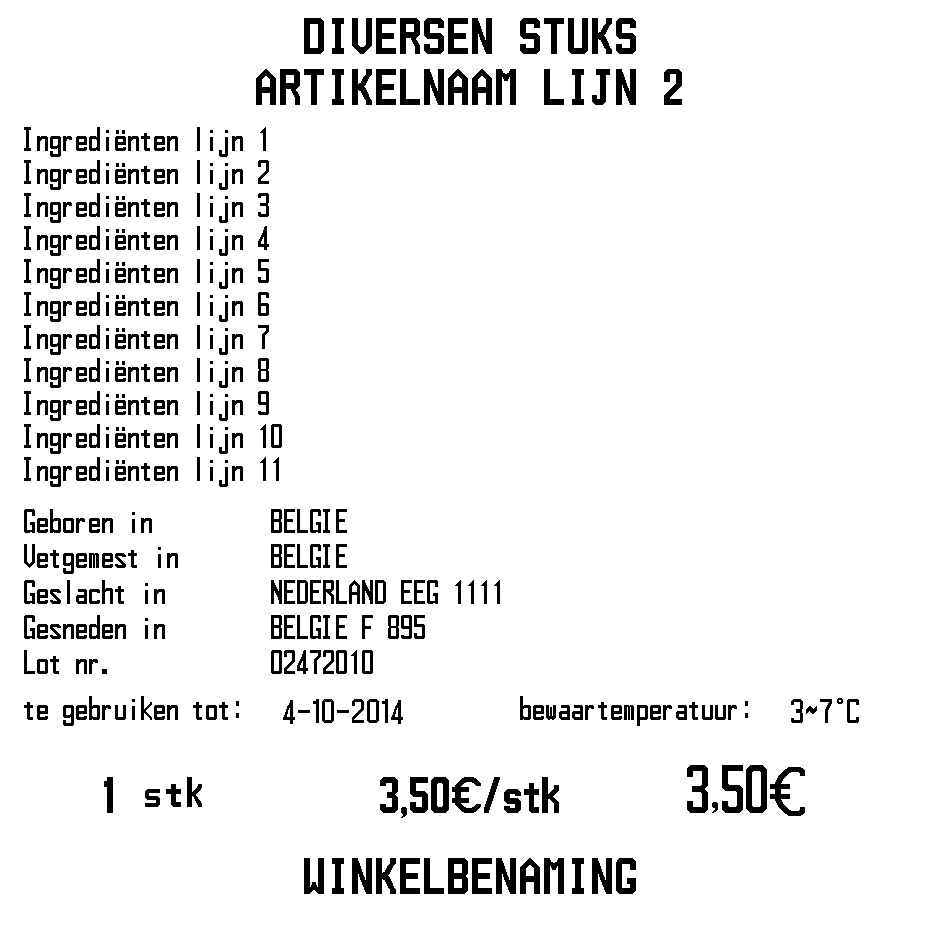 DIVERSEN STUKS
ARTIKELNAAM LIJN 2
Ingrediënten lijn 1
Ingrediënten lijn 2
Ingrediënten lijn 3
Ingrediënten lijn 4
Ingrediënten lijn 5
Ingrediënten lijn 6
Ingrediënten lijn 7
Ingrediënten lijn 8
Ingrediënten lijn 9
Ingrediënten lijn 10
Ingrediënten lijn 11
Geboren in BELGIE
Vetgemest in BELGIE
Geslacht in NEDERLAND EEG 1111
Gesneden in BELGIE F 895
Lot nr. 02472010
te gebruiken tot: 4-10-2014 bewaartemperatuur: 3~7°C
1 stk 3,50€/stk 3,50€
WINKELBENAMING